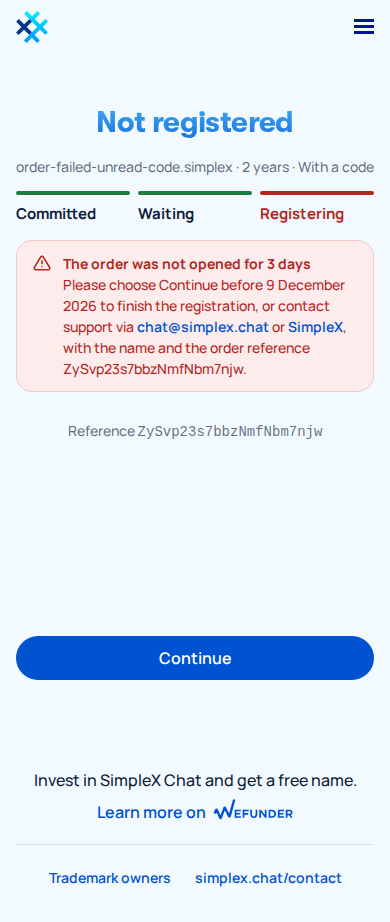 Not registered
order-failed-unread-code.simplex · 2 years · With a code
Committed Waiting Registering
The order was not opened for 3 days
Please choose Continue before 9 December
2026 to finish the registration, or contact
support via chat@simplex.chat or SimpleX,
with the name and the order reference
ZySvp23s7bbzNmfNbm7njw.
Reference ZySvp23s7bbzNmfNbm7njw
Continue
Invest in SimpleX Chat and get a free name.
Learn more on WEFUNDER
Trademark owners simplex.chat/contact